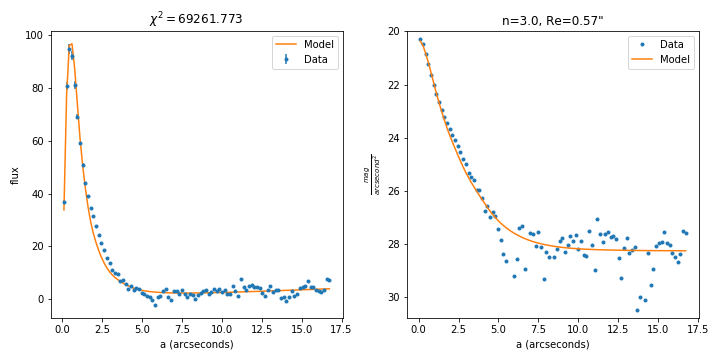 χ² = 69261.773
100
80
60
40
20
0
flux
0.0 2.5 5.0 7.5 10.0 12.5 15.0 17.5
a (arcseconds)
Model
Data
n=3.0, Re=0.57"
20
22
24
26
28
30
mag
arcsecond²
0.0 2.5 5.0 7.5 10.0 12.5 15.0 17.5
a (arcseconds)
Data
Model